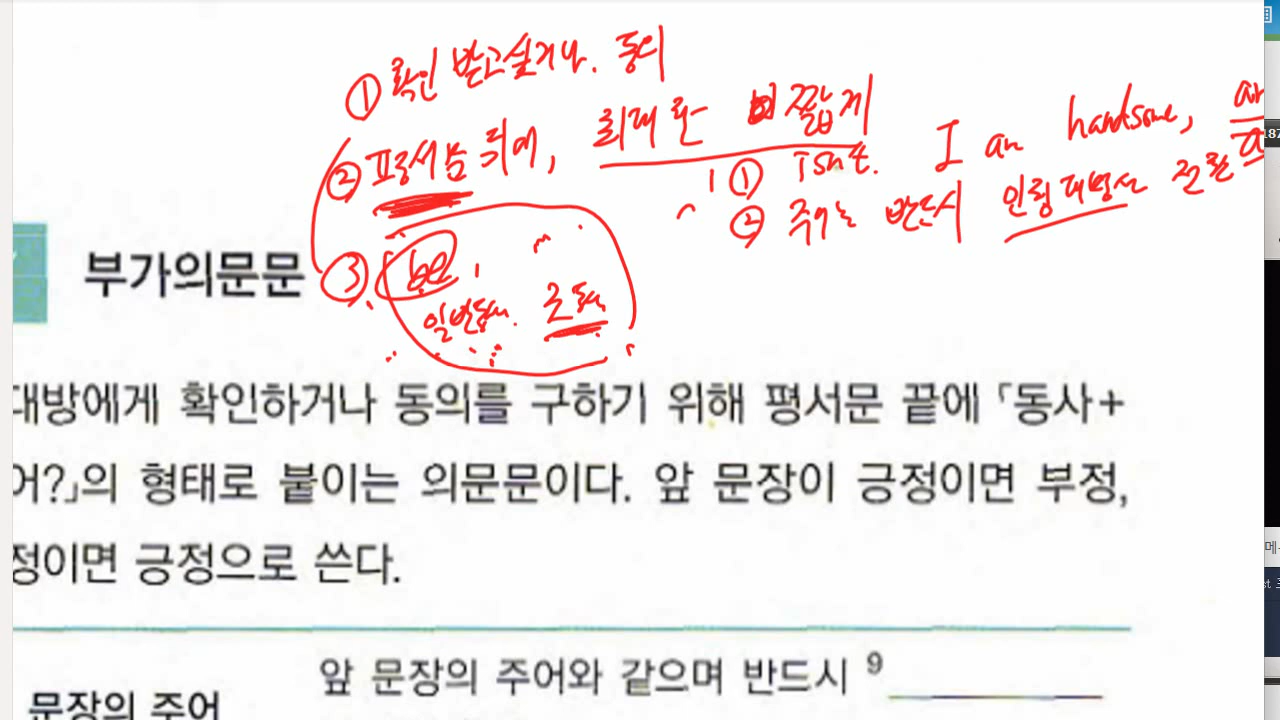 ① 확인 받고싶거나. 동의
② 평서문 뒤에, 최대한 짧게
I am handsome,
① isn't.
② 주어는 반드시 인칭대명사 전환
부가의문문
③ be,
일반동사. 조동사
대방에게 확인하거나 동의를 구하기 위해 평서문 끝에 「동사+
어?」의 형태로 붙이는 의문문이다. 앞 문장이 긍정이면 부정,
정이면 긍정으로 쓴다.
앞 문장의 주어와 같으며 반드시 9
문장의 주어